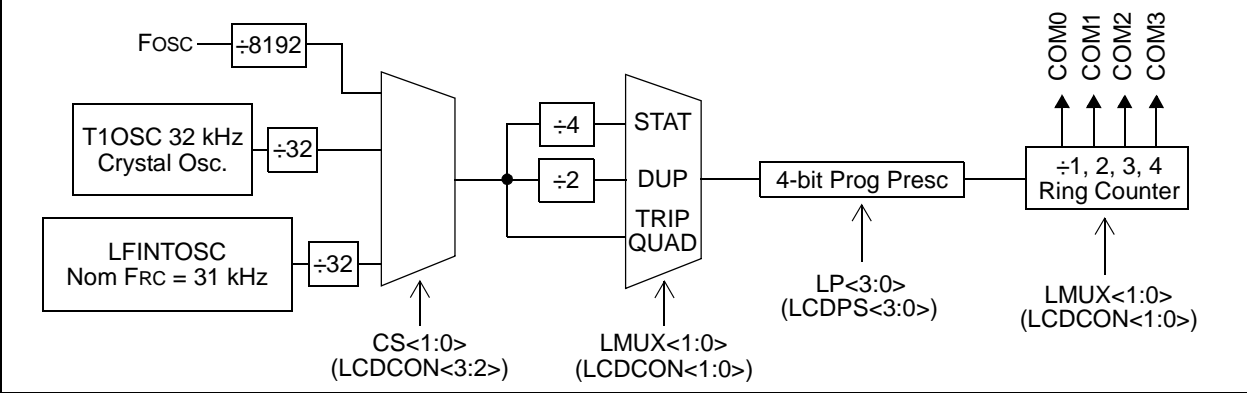 FOSC
÷8192
T1OSC 32 kHz
Crystal Osc.
÷32
LFINTOSC
Nom FRC = 31 kHz
÷32
CS<1:0>
(LCDCON<3:2>)
÷4
÷2
STAT
DUP
TRIP
QUAD
LMUX<1:0>
(LCDCON<1:0>)
4-bit Prog Presc
LP<3:0>
(LCDPS<3:0>)
COM0
COM1
COM2
COM3
÷1, 2, 3, 4
Ring Counter
LMUX<1:0>
(LCDCON<1:0>)